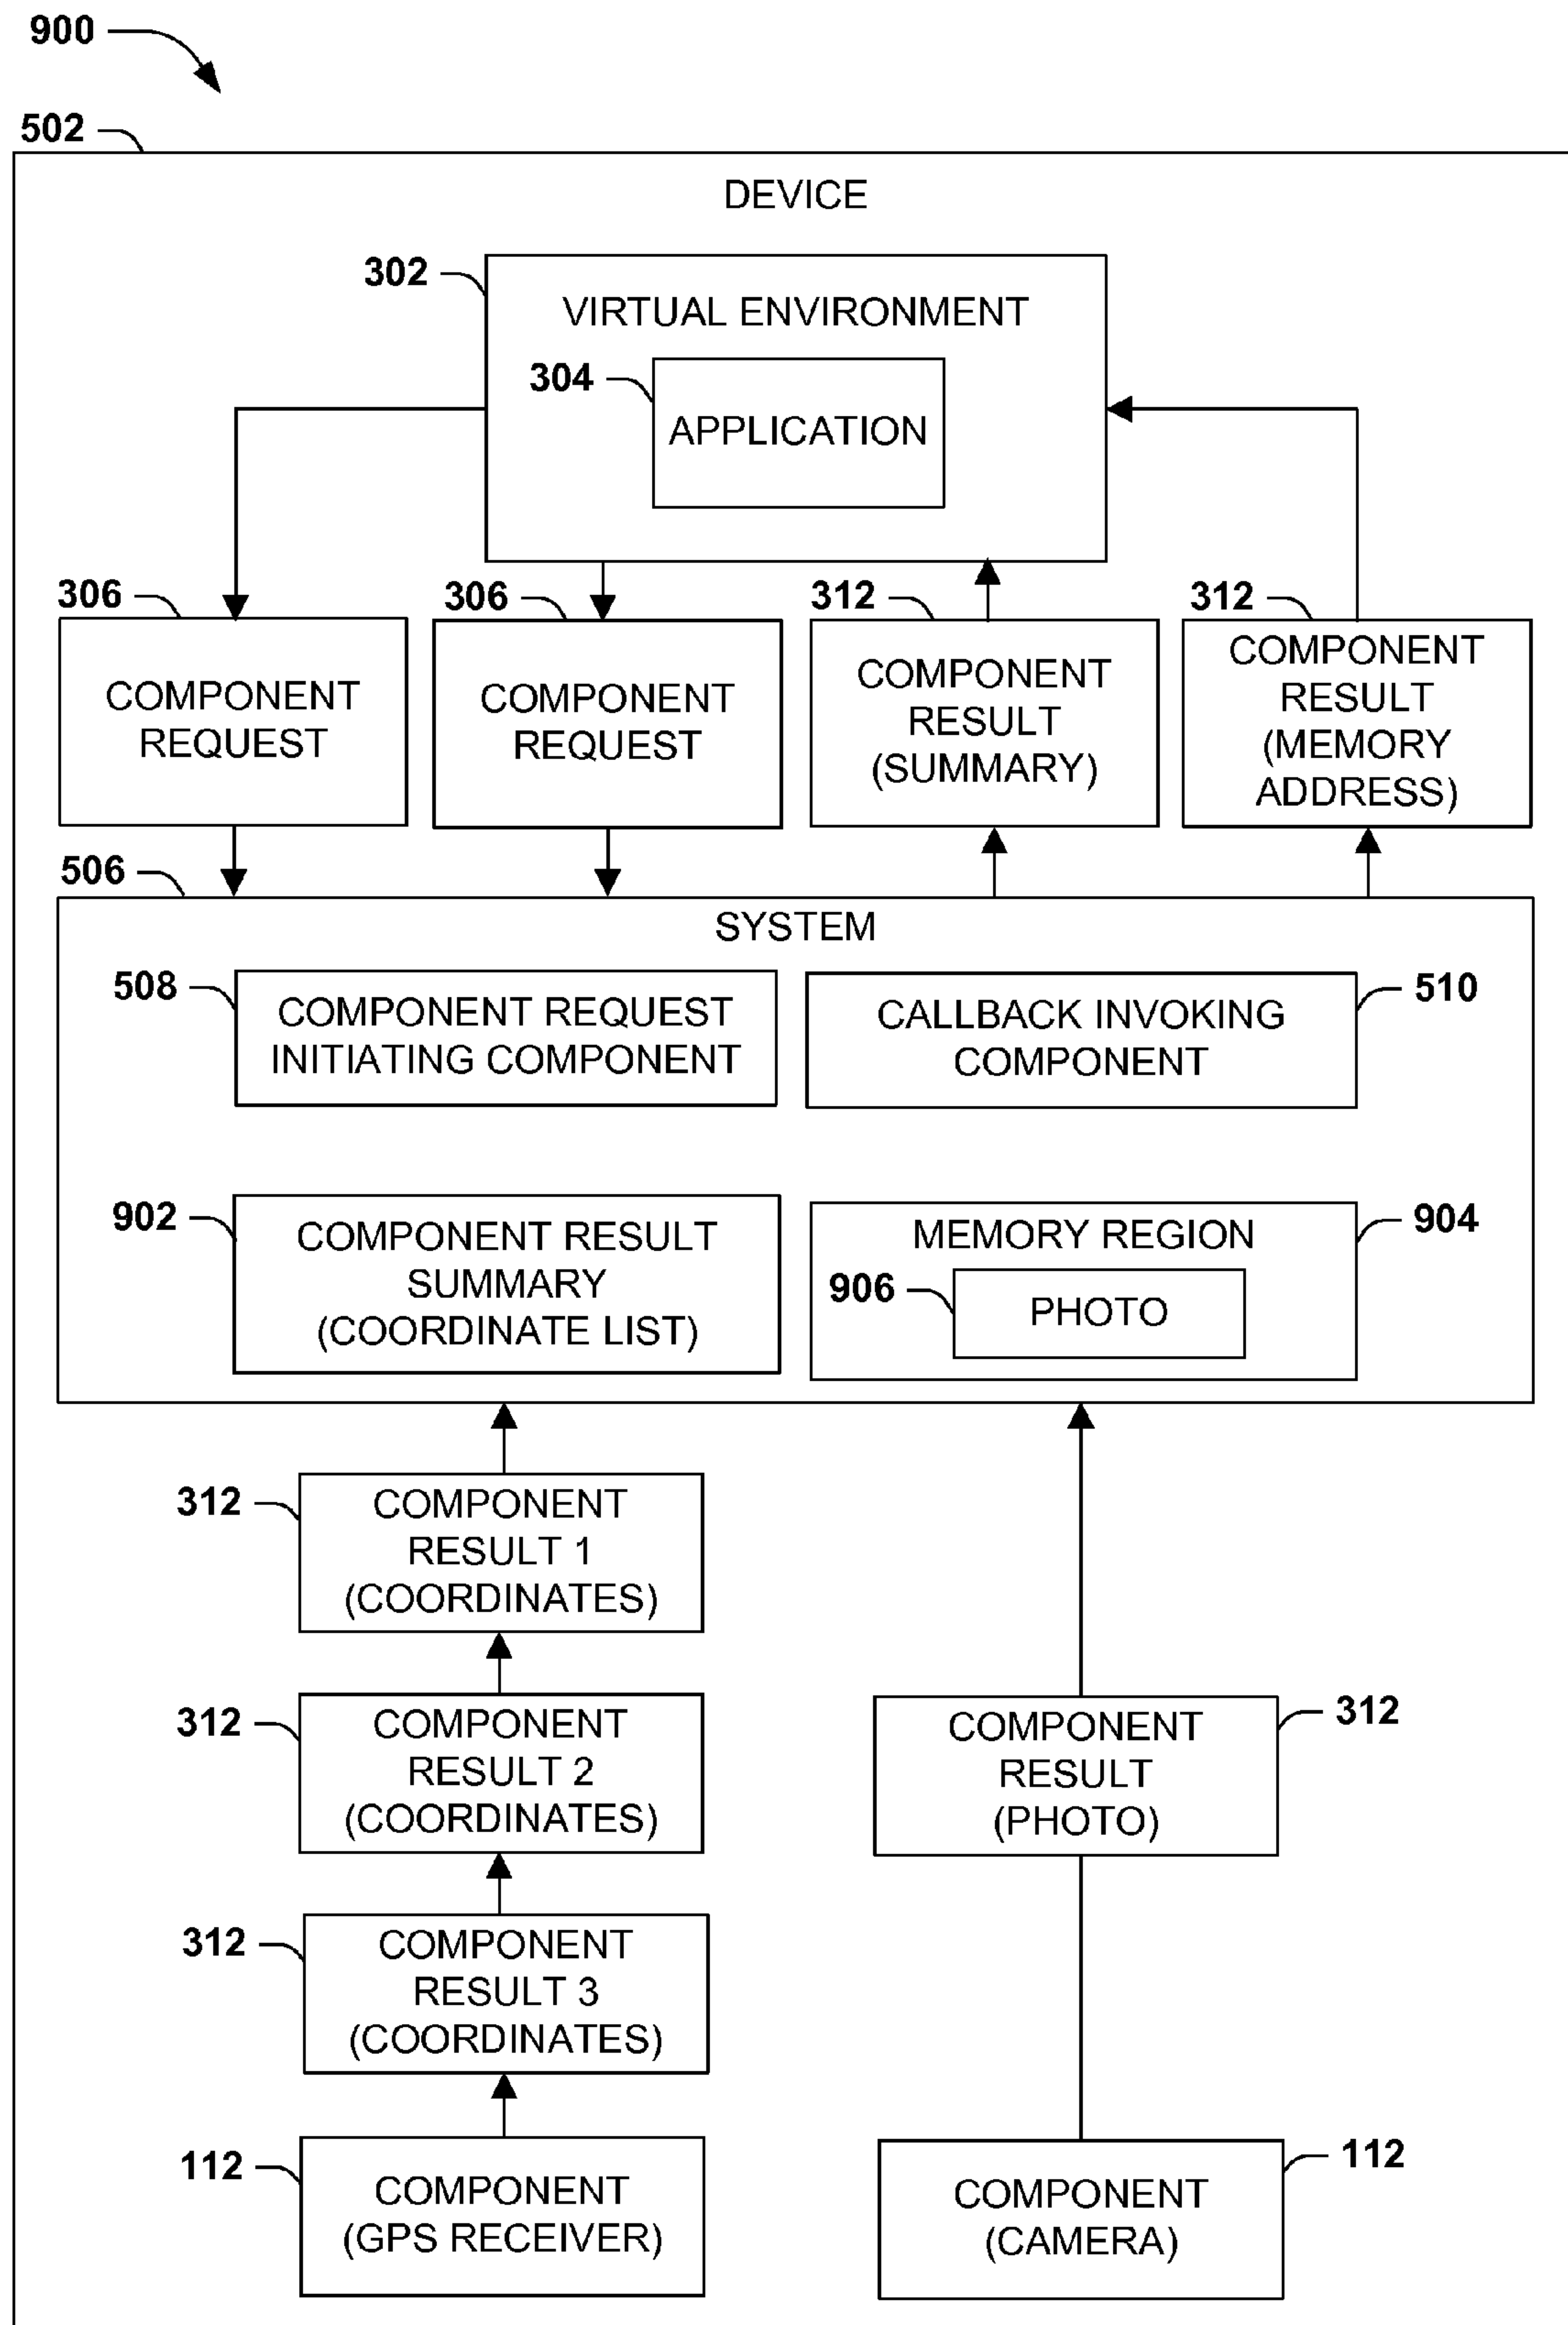 900
502
DEVICE
302
VIRTUAL ENVIRONMENT
304
APPLICATION
306
COMPONENT
REQUEST
306
COMPONENT
REQUEST
312
COMPONENT
RESULT
(SUMMARY)
312
COMPONENT
RESULT
(MEMORY
ADDRESS)
506
SYSTEM
508
COMPONENT REQUEST
INITIATING COMPONENT
CALLBACK INVOKING
COMPONENT
510
902
COMPONENT RESULT
SUMMARY
(COORDINATE LIST)
MEMORY REGION
904
906
PHOTO
312
COMPONENT
RESULT 1
(COORDINATES)
312
COMPONENT
RESULT 2
(COORDINATES)
COMPONENT
RESULT
(PHOTO)
312
312
COMPONENT
RESULT 3
(COORDINATES)
112
COMPONENT
(GPS RECEIVER)
COMPONENT
(CAMERA)
112